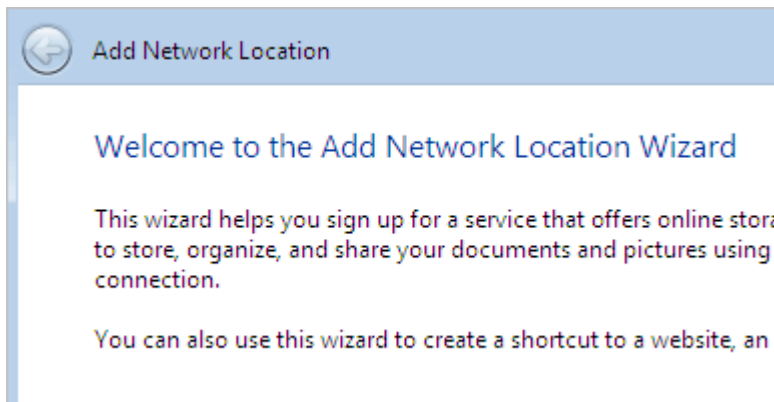 Add Network Location
Welcome to the Add Network Location Wizard
This wizard helps you sign up for a service that offers online
to store, organize, and share your documents and pictures using
connection.
You can also use this wizard to create a shortcut to a website, an